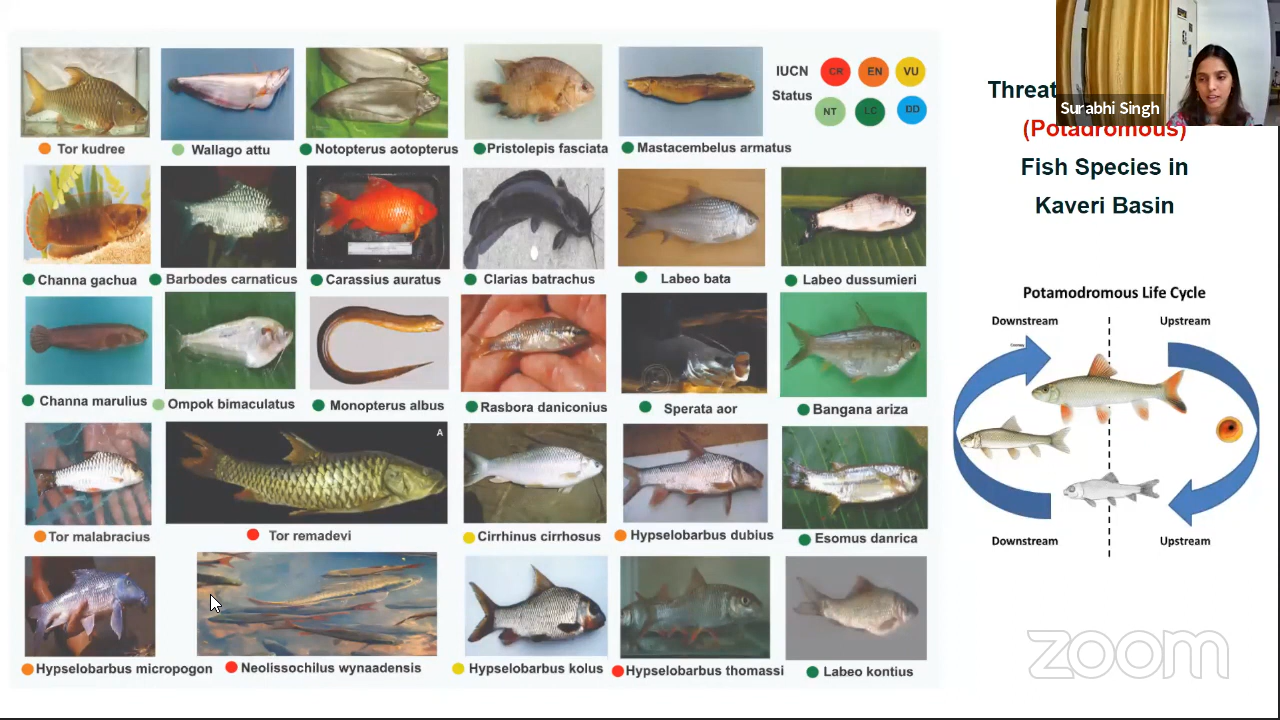 IUCN
Status
CR EN VU
NT LC DD
Tor kudree
Wallago attu
Notopterus aotopterus
Pristolepis fasciata
Mastacembelus armatus
Channa gachua
Barbodes carnaticus
Carassius auratus
Clarias batrachus
Labeo bata
Labeo dussumieri
Channa marulius
Ompok bimaculatus
Monopterus albus
Rasbora daniconius
Sperata aor
Bangana ariza
A
Tor malabracius
Tor remadevi
Cirrhinus cirrhosus
Hypselobarbus dubius
Esomus danrica
Hypselobarbus micropogon
Neolissochilus wynaadensis
Hypselobarbus kolus
Hypselobarbus thomassi
Labeo kontius
Surabhi Singh
Threat
(Potadromous)
Fish Species in
Kaveri Basin
Potamodromous Life Cycle
Downstream
Upstream
Downstream
Upstream
zoom